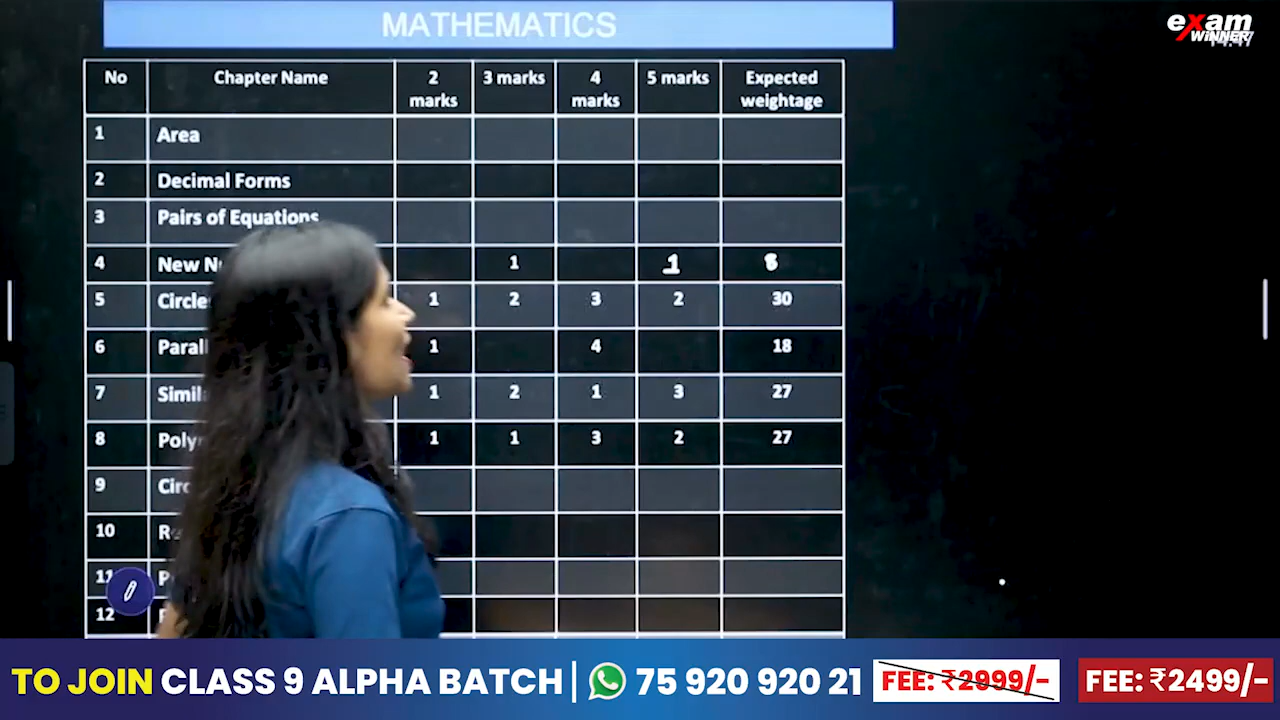 MATHEMATICS
exam
WINNER
No Chapter Name 2 marks 3 marks 4 marks 5 marks Expected weightage
1 Area
2 Decimal Forms
3 Pairs of Equations
4 New 1 1 8
5 1 2 3 2 30
6 1 4 18
7 1 2 1 3 27
8 1 1 3 2 27
9
10
11
12
TO JOIN CLASS 9 ALPHA BATCH | 75 920 920 21 FEE: ₹2999/- FEE: ₹2499/-